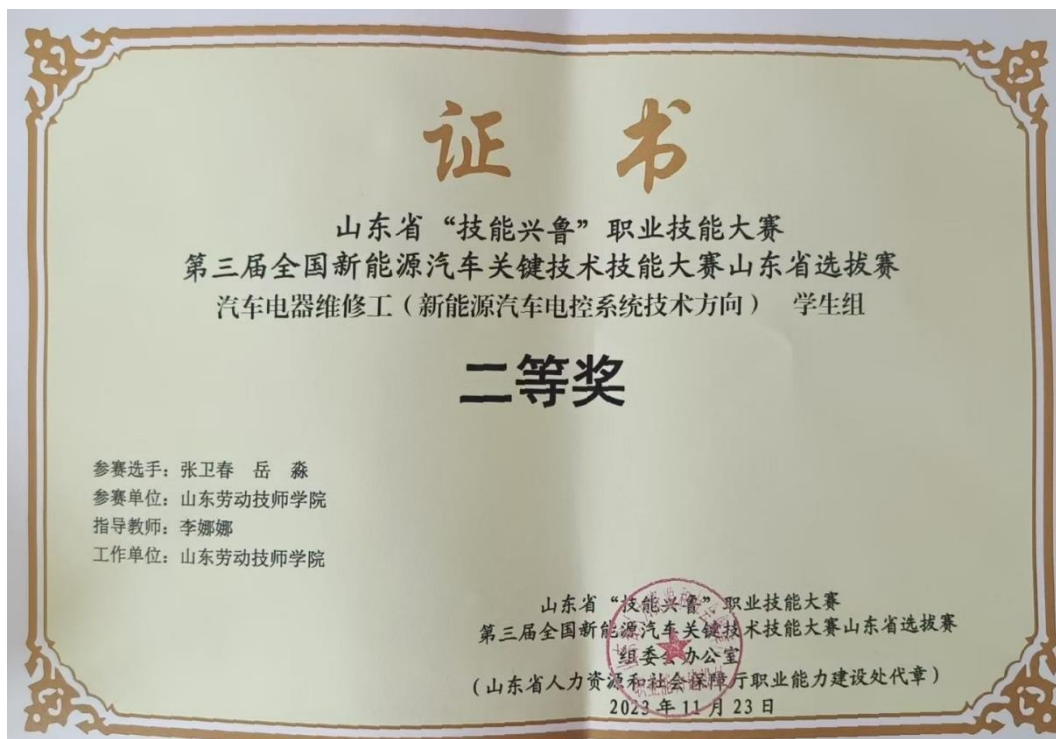 证 书
山东省“技能兴鲁”职业技能大赛
第三届全国新能源汽车关键技术技能大赛山东省选拔赛
汽车电器维修工（新能源汽车电控系统技术方向） 学生组
二等奖
参赛选手：张卫春 岳 淼
参赛单位：山东劳动技师学院
指导教师：李娜娜
工作单位：山东劳动技师学院
山东省“技能兴鲁”职业技能大赛
第三届全国新能源汽车关键技术技能大赛山东省选拔赛
组委会办公室
（山东省人力资源和社会保障厅职业能力建设处代章）
2023 年 11 月 23 日